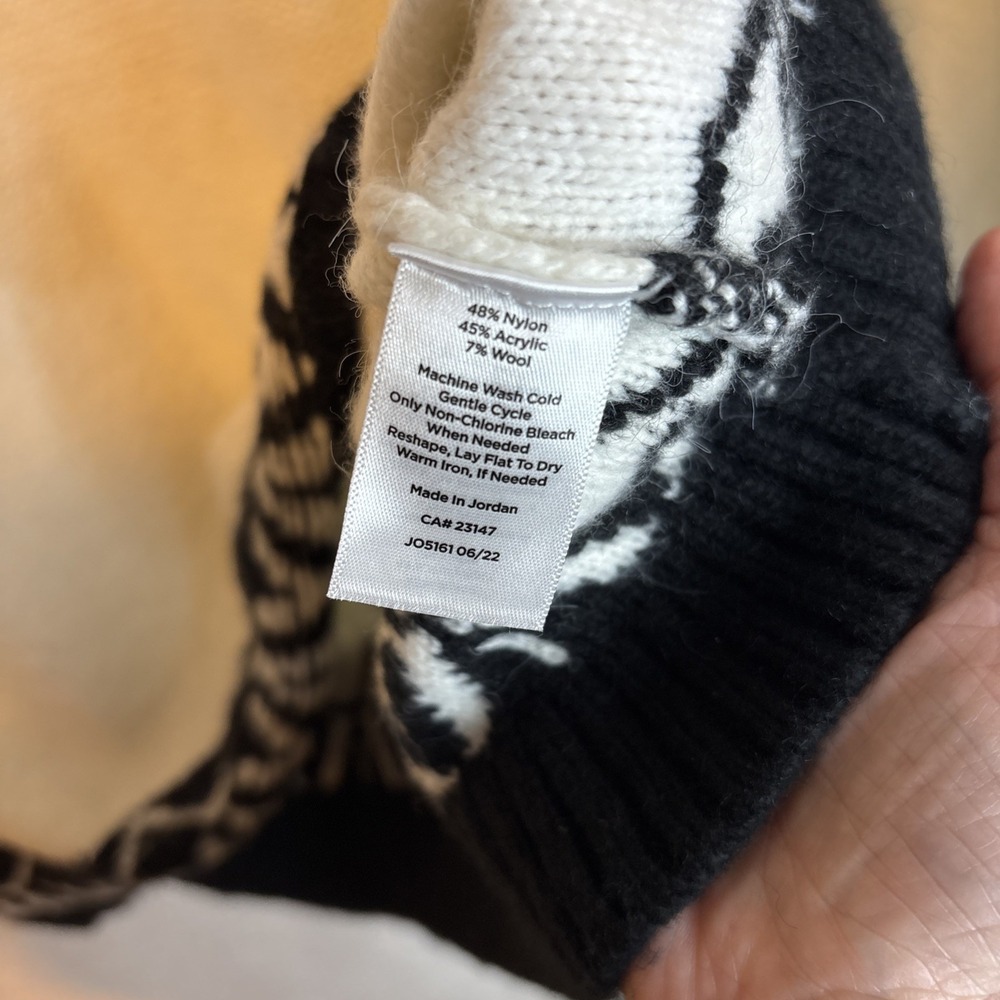 48% Nylon
45% Acrylic
7% Wool
Machine Wash Cold
Gentle Cycle
Only Non-Chlorine Bleach
When Needed
Reshape, Lay Flat To Dry
Warm Iron, If Needed
Made In Jordan
CA# 23147
JO5161 06/22